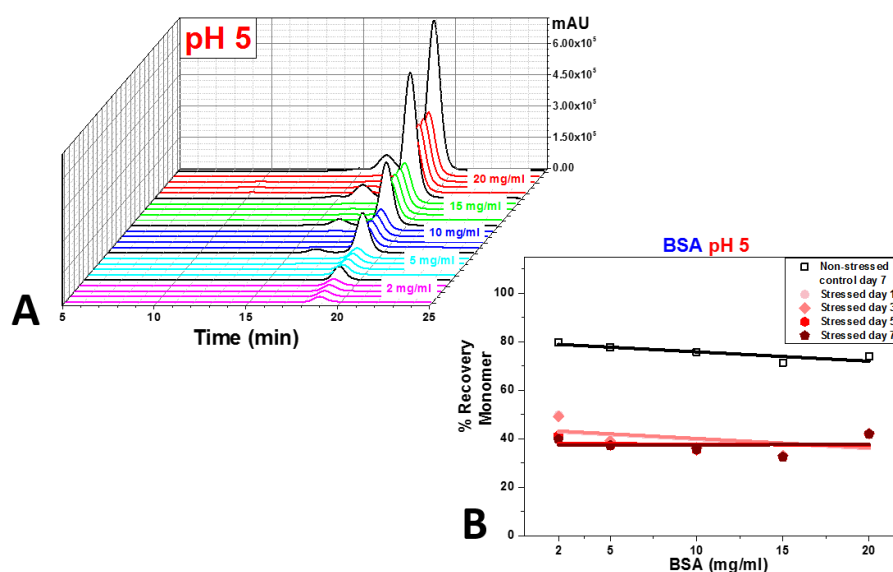 pH 5
mAU
6.00x10⁵
4.50x10⁵
3.00x10⁵
1.50x10⁵
0.00
20 mg/ml
15 mg/ml
10 mg/ml
5 mg/ml
2 mg/ml
A
5
10
15
20
25
Time (min)
BSA pH 5
Non-stressed
control day 7
Stressed day 1
Stressed day 3
Stressed day 5
Stressed day 7
% Recovery
Monomer
100
80
60
40
20
0
2
5
10
15
20
B
BSA (mg/ml)